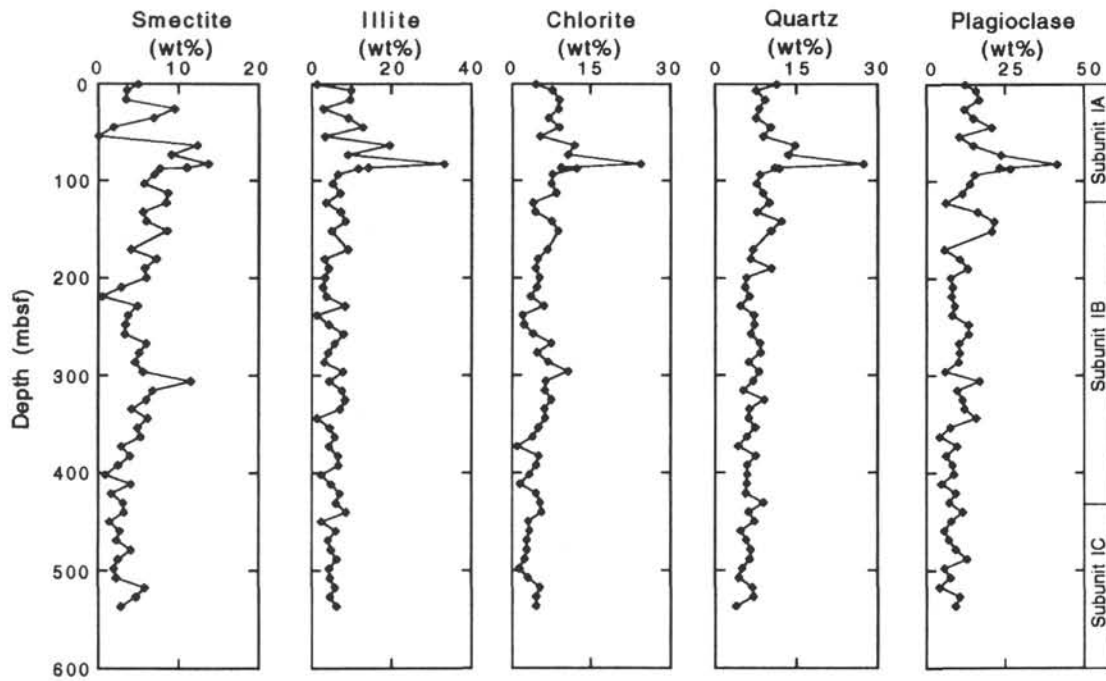 Smectite Illite Chlorite Quartz Plagioclase
(wt%) (wt%) (wt%) (wt%) (wt%)
0 10 20 0 20 40 0 15 30 0 15 30 0 25 50
0
100
200
300
400
500
600
Depth (mbsf)
Subunit IA
Subunit IB
Subunit IC